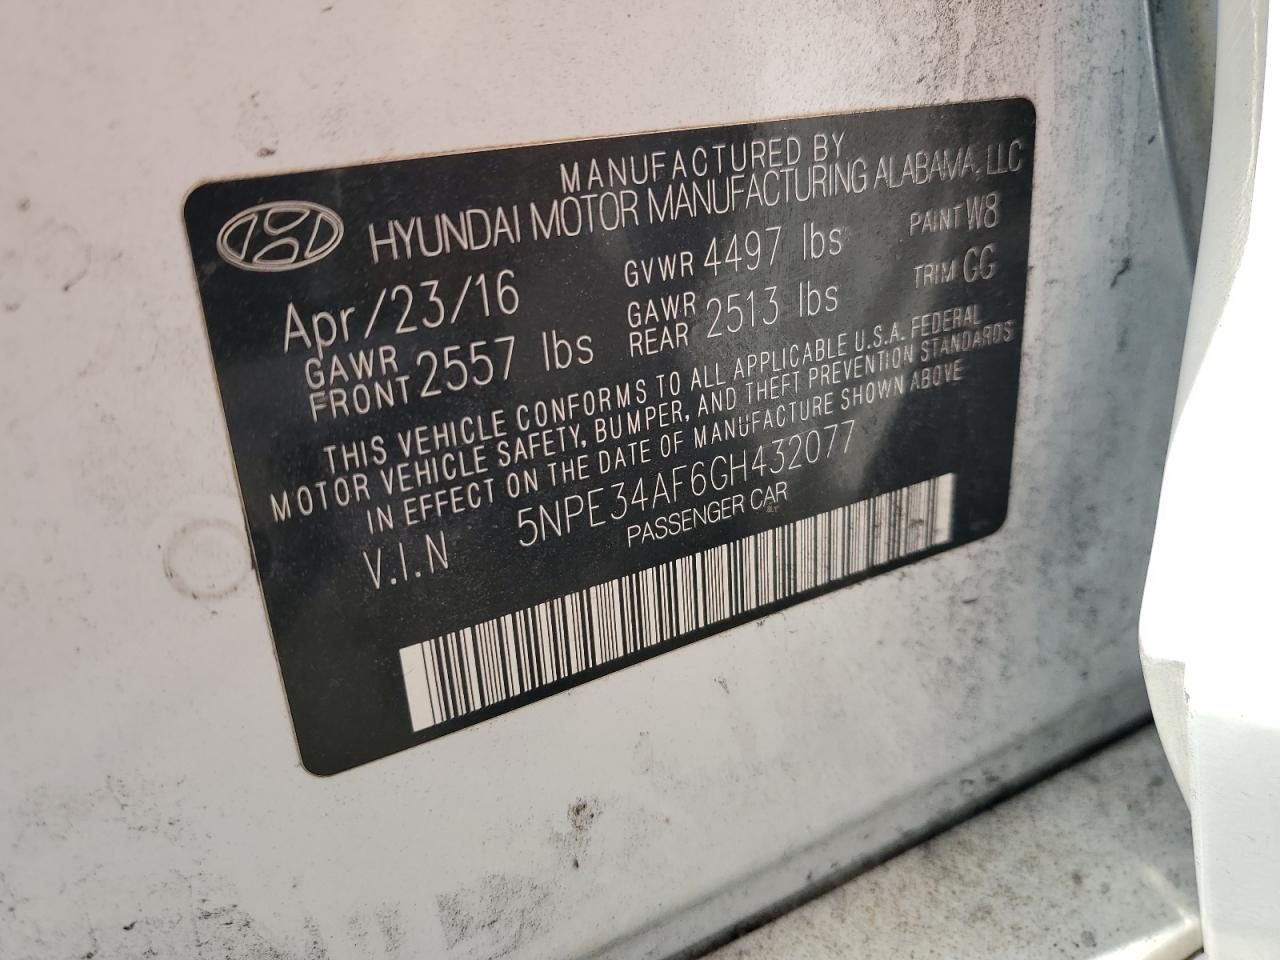 MANUFACTURED BY
HYUNDAI MOTOR MANUFACTURING ALABAMA, LLC
Apr/23/16 GVWR 4497 lbs PAINT W8
GAWR FRONT 2557 lbs GAWR REAR 2513 lbs TRIM GG
THIS VEHICLE CONFORMS TO ALL APPLICABLE U.S.A. FEDERAL
MOTOR VEHICLE SAFETY, BUMPER, AND THEFT PREVENTION STANDARDS
IN EFFECT ON THE DATE OF MANUFACTURE SHOWN ABOVE
V.I.N 5NPE34AF6GH432077
PASSENGER CAR